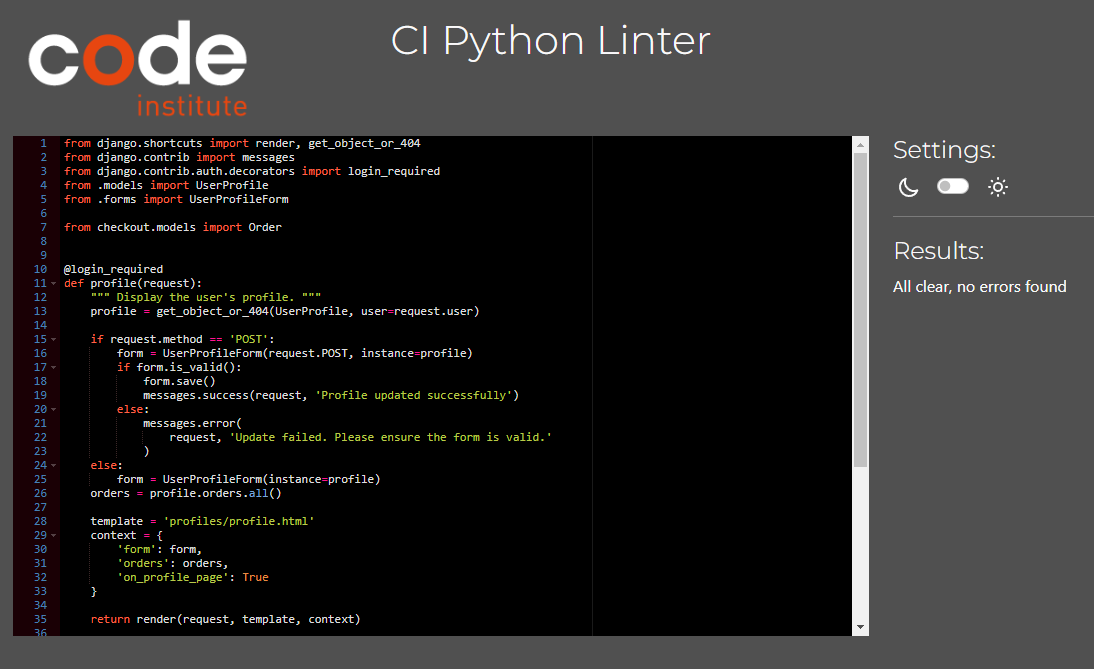 code
institute
CI Python Linter
1 from django.shortcuts import render, get_object_or_404
2 from django.contrib import messages
3 from django.contrib.auth.decorators import login_required
4 from .models import UserProfile
5 from .forms import UserProfileForm
6
7 from checkout.models import Order
8
9
10 @login_required
11 def profile(request):
12     """ Display the user's profile. """
13     profile = get_object_or_404(UserProfile, user=request.user)
14
15     if request.method == 'POST':
16         form = UserProfileForm(request.POST, instance=profile)
17         if form.is_valid():
18             form.save()
19             messages.success(request, 'Profile updated successfully')
20         else:
21             messages.error(
22                 request, 'Update failed. Please ensure the form is valid.'
23             )
24     else:
25         form = UserProfileForm(instance=profile)
26     orders = profile.orders.all()
27
28     template = 'profiles/profile.html'
29     context = {
30         'form': form,
31         'orders': orders,
32         'on_profile_page': True
33     }
34
35     return render(request, template, context)
36
Settings:
Results:
All clear, no errors found